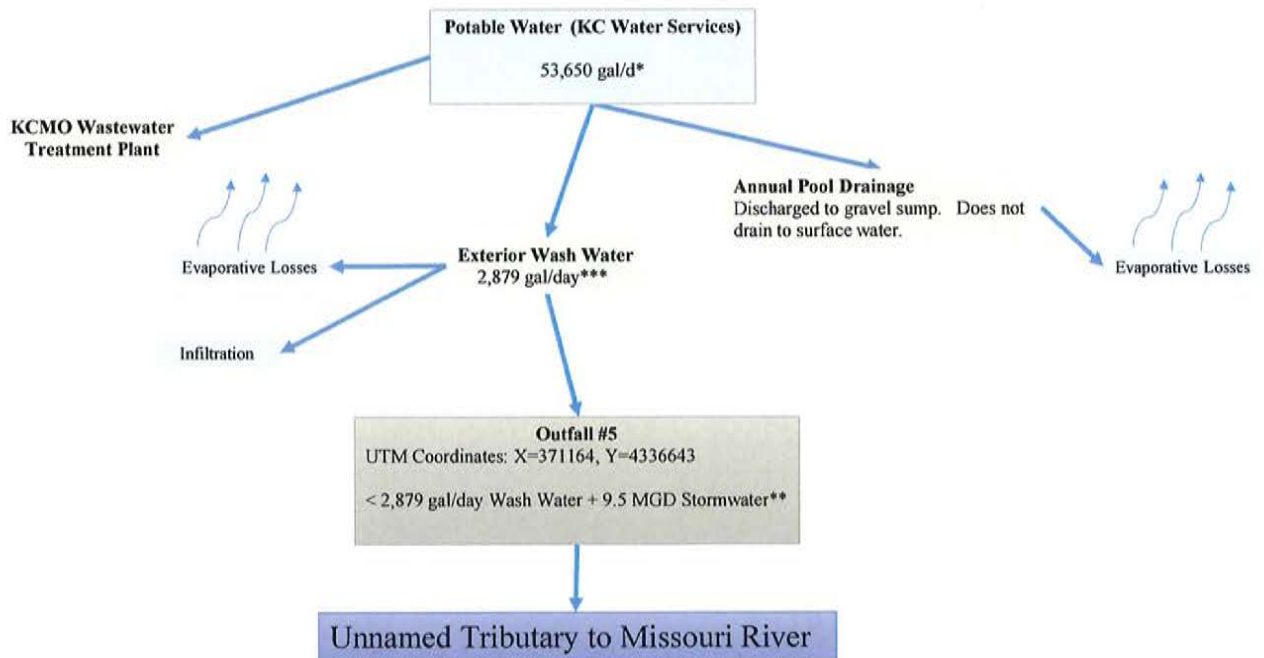 Potable Water (KC Water Services)
53,650 gal/d*
KCMO Wastewater
Treatment Plant
Annual Pool Drainage
Discharged to gravel sump. Does not
drain to surface water.
Evaporative Losses
Exterior Wash Water
2,879 gal/day***
Evaporative Losses
Infiltration
Outfall #5
UTM Coordinates: X=371164, Y=4336643
< 2,879 gal/day Wash Water + 9.5 MGD Stormwater**
Unnamed Tributary to Missouri River